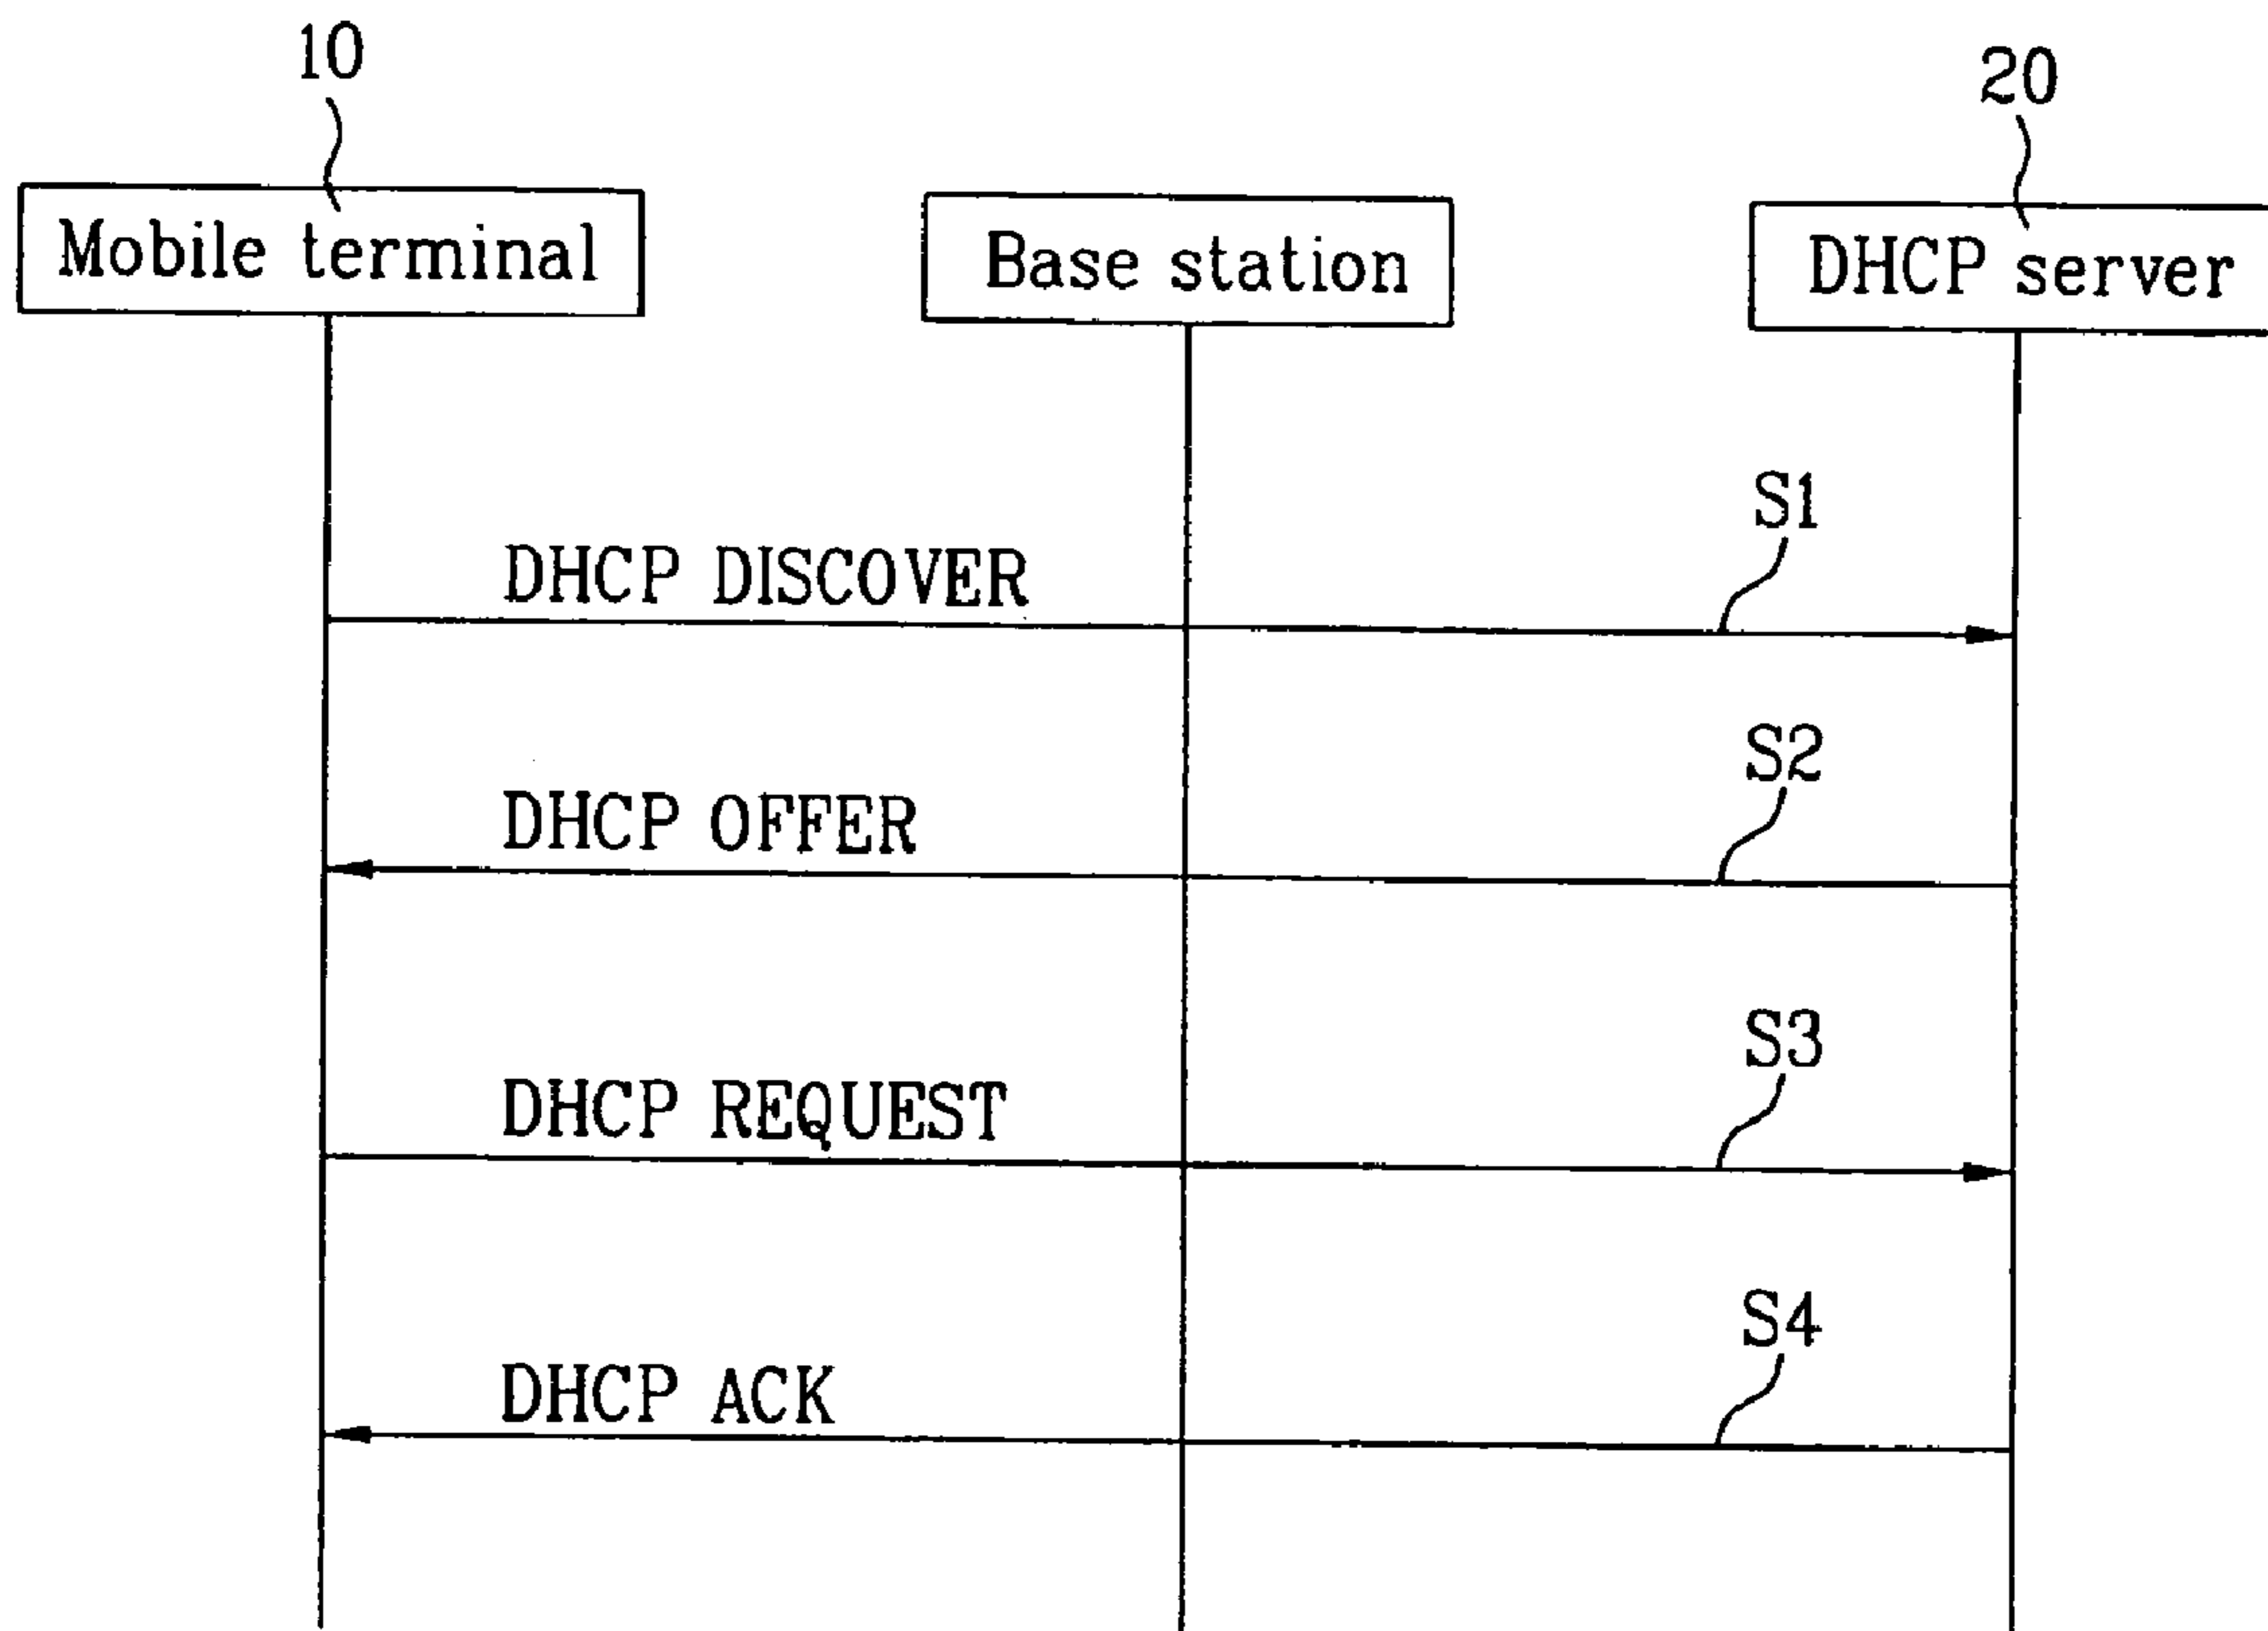 10
20
Mobile terminal
Base station
DHCP server
S1
DHCP DISCOVER
S2
DHCP OFFER
S3
DHCP REQUEST
S4
DHCP ACK